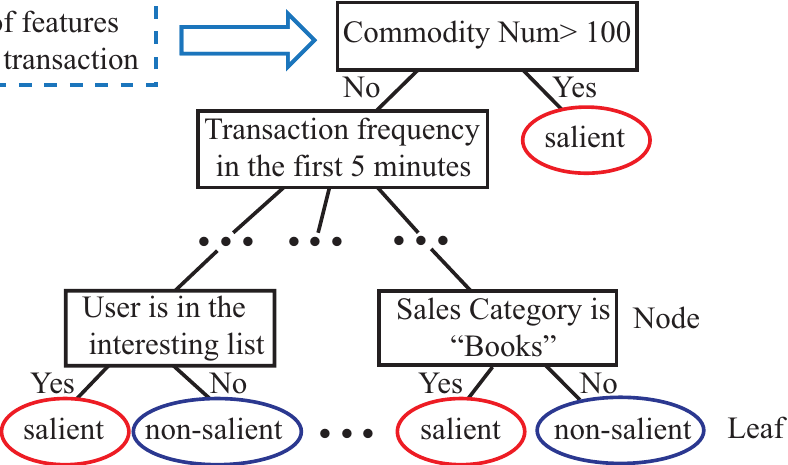 of features
transaction
Commodity Num> 100
No
Yes
Transaction frequency
in the first 5 minutes
salient
User is in the
interesting list
Sales Category is
“Books”
Node
Yes
No
Yes
No
salient
non-salient
salient
non-salient
Leaf